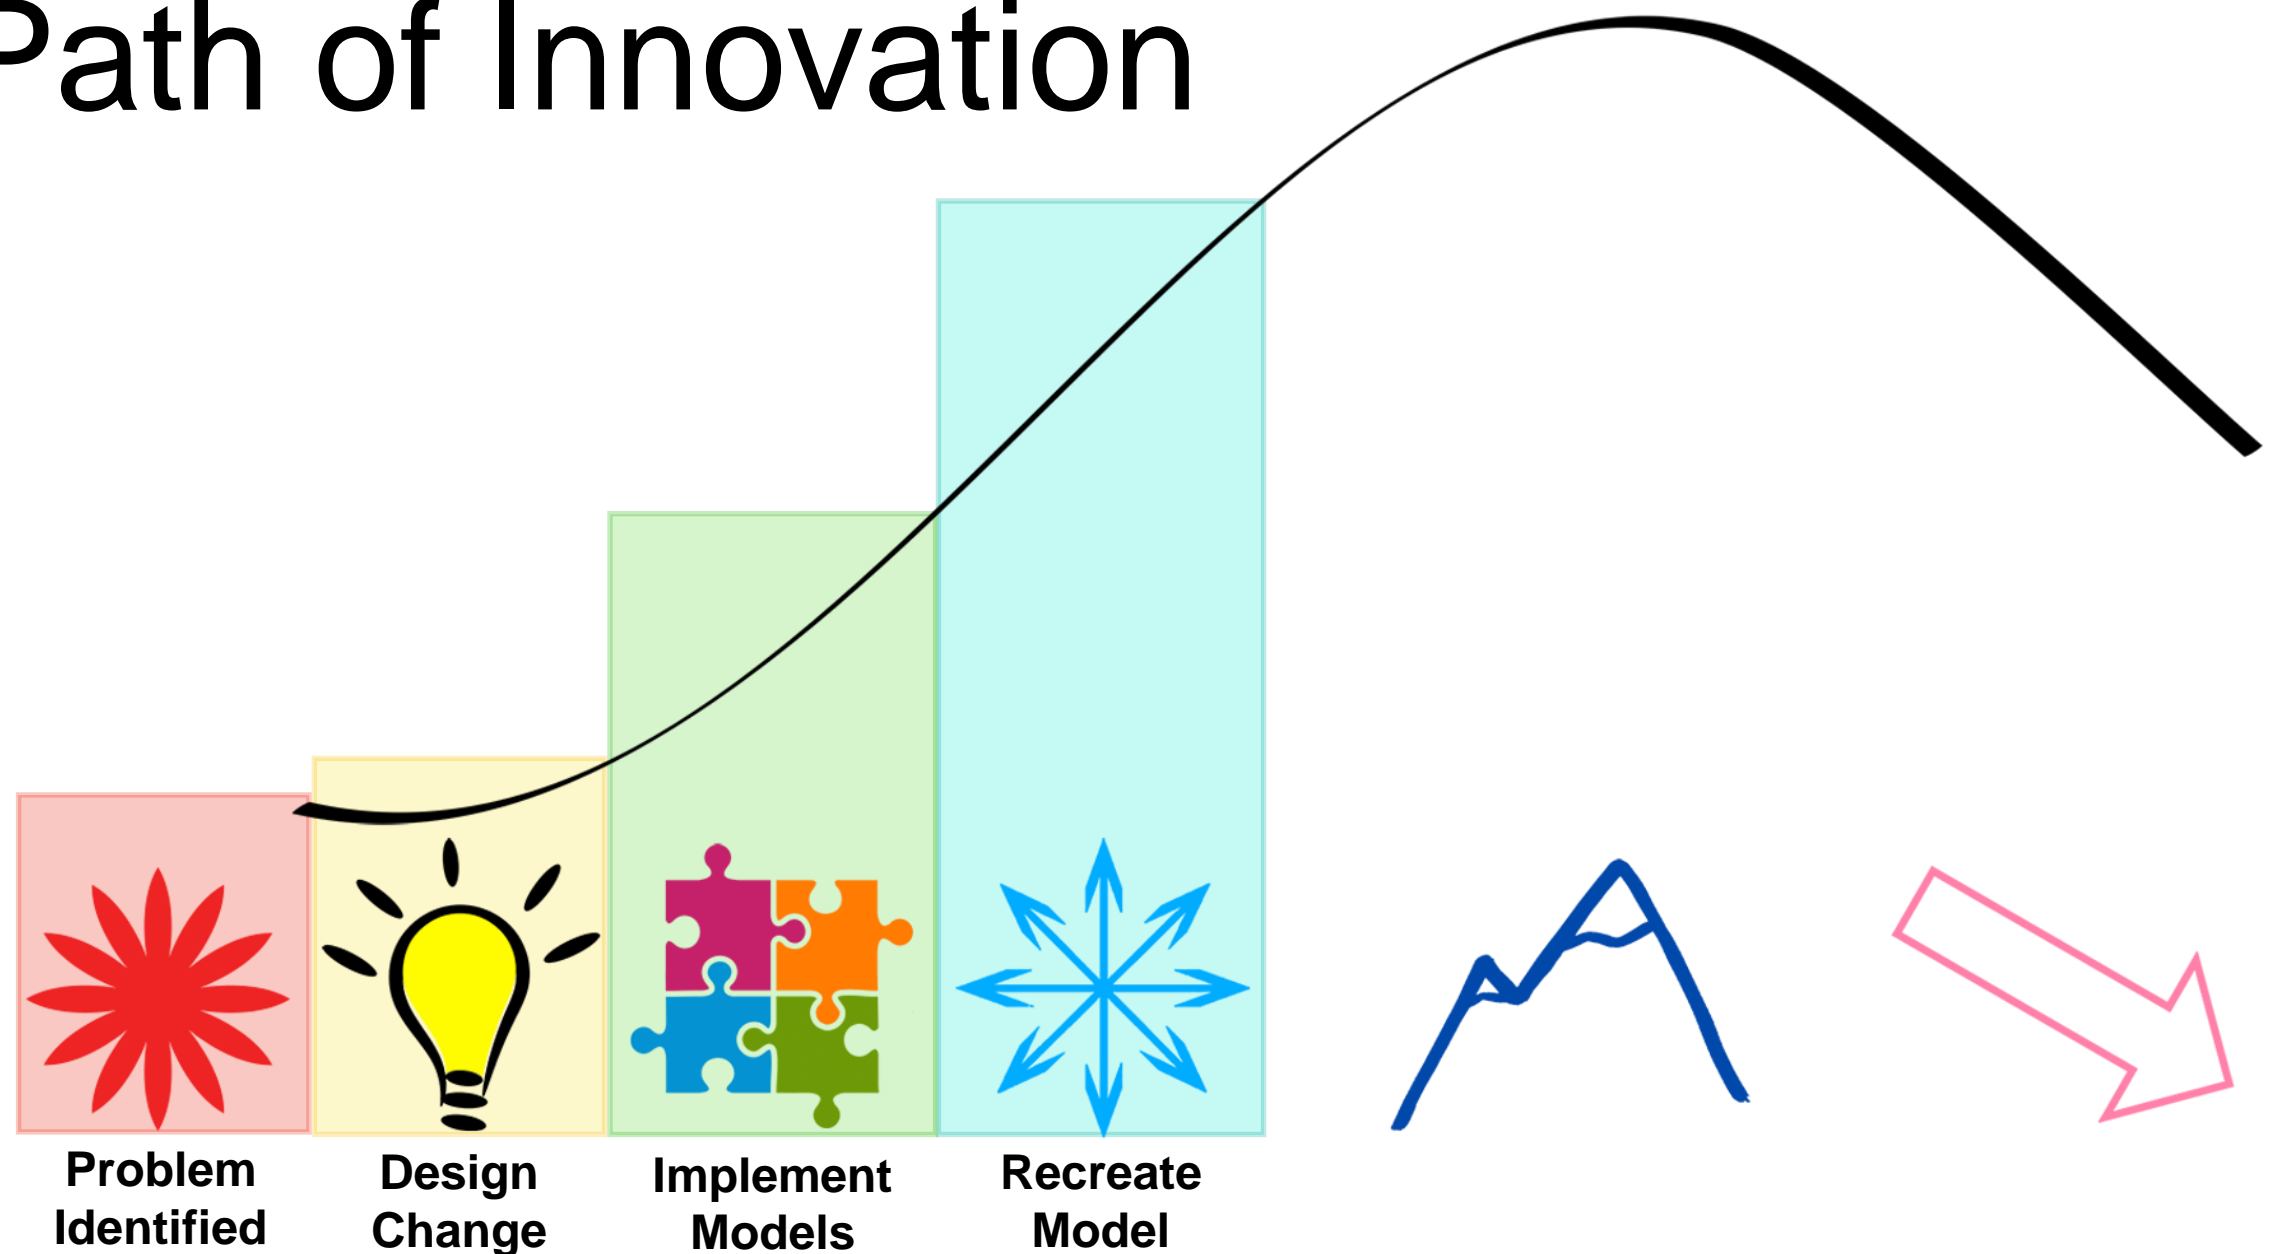 Path of Innovation
Problem
Identified
Design
Change
Implement
Models
Recreate
Model